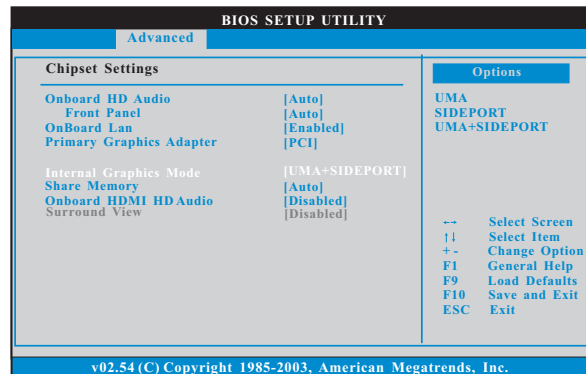 BIOS SETUP UTILITY
Advanced
Chipset Settings
Onboard HD Audio [Auto]
Front Panel [Auto]
OnBoard Lan [Enabled]
Primary Graphics Adapter [PCI]
Internal Graphics Mode [UMA+SIDEPORT]
Share Memory [Auto]
Onboard HDMI HD Audio [Disabled]
Surround View [Disabled]
Options
UMA
SIDEPORT
UMA+SIDEPORT
←→ Select Screen
↑↓ Select Item
+ - Change Option
F1 General Help
F9 Load Defaults
F10 Save and Exit
ESC Exit
v02.54 (C) Copyright 1985-2003, American Megatrends, Inc.